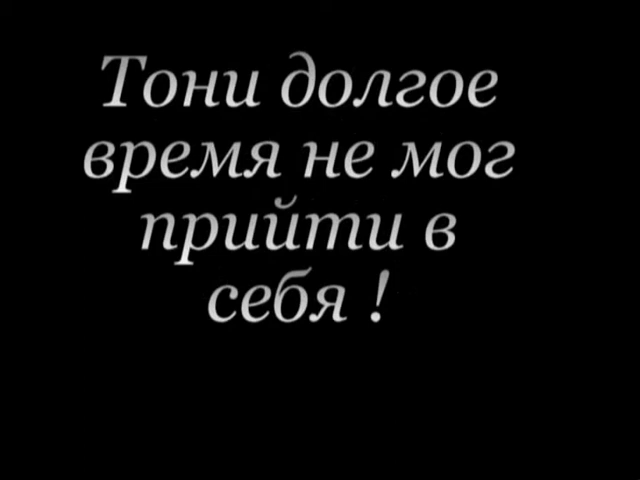 Тони долгое
время не мог
прийти в
себя !